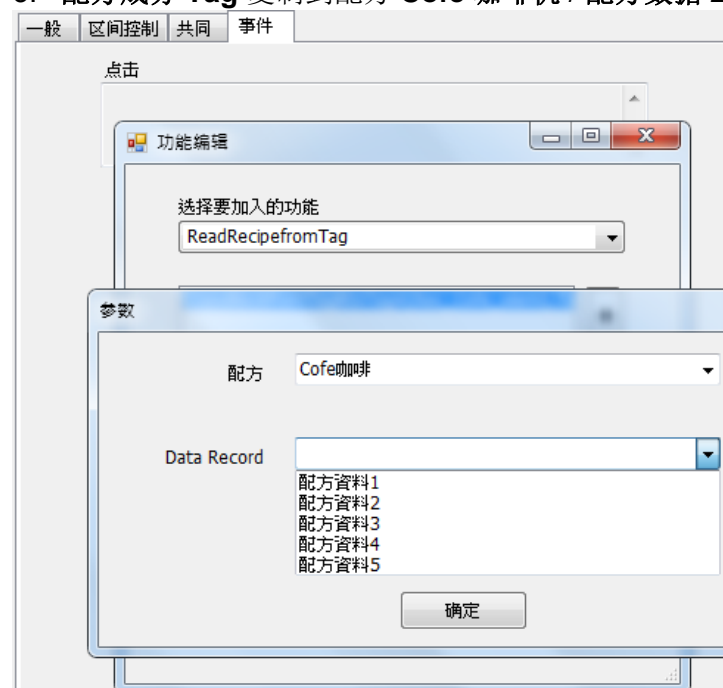 Tag
一般 区间控制 共同 事件
点击
功能编辑
选择要加入的功能
ReadRecipefromTag
参数
配方 Cofe咖啡
Data Record
配方資料1
配方資料2
配方資料3
配方資料4
配方資料5
确定